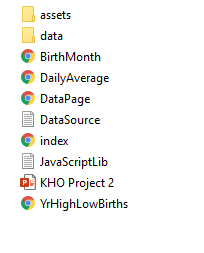 assets
data
BirthMonth
DailyAverage
DataPage
DataSource
index
JavaScriptLib
KHO Project 2
YrHighLowBirths